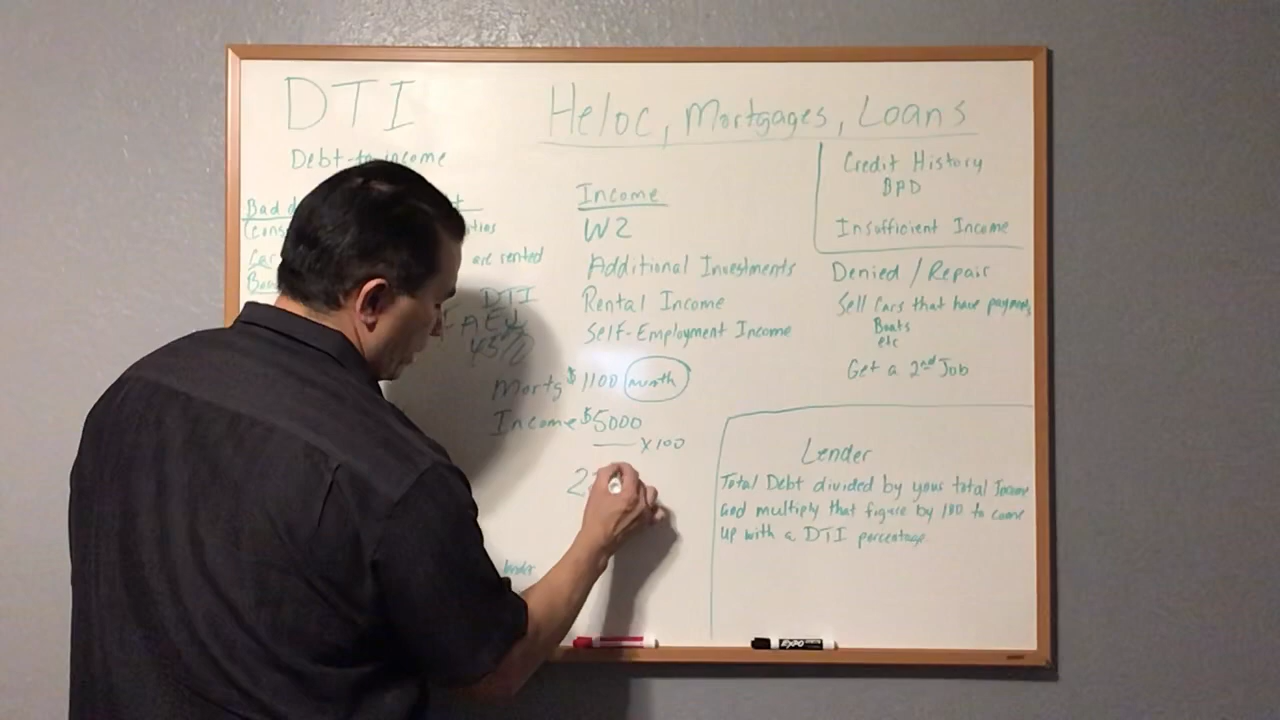 DTI
Debt-to-income
Bad
are rented
DTI
45%
Heloc, Mortgages, Loans
Income
W2
Additional Investments
Rental Income
Self-Employment Income
Mortg $1100 month
Income $5000
x100
2
lender
Credit History
BPD
Insufficient Income
Denied / Repair
Sell Cars that have payments
Boats
etc
Get a 2nd Job
Lender
Total Debt divided by your total Income
and multiply that figure by 100 to come
up with a DTI percentage.
EXPO